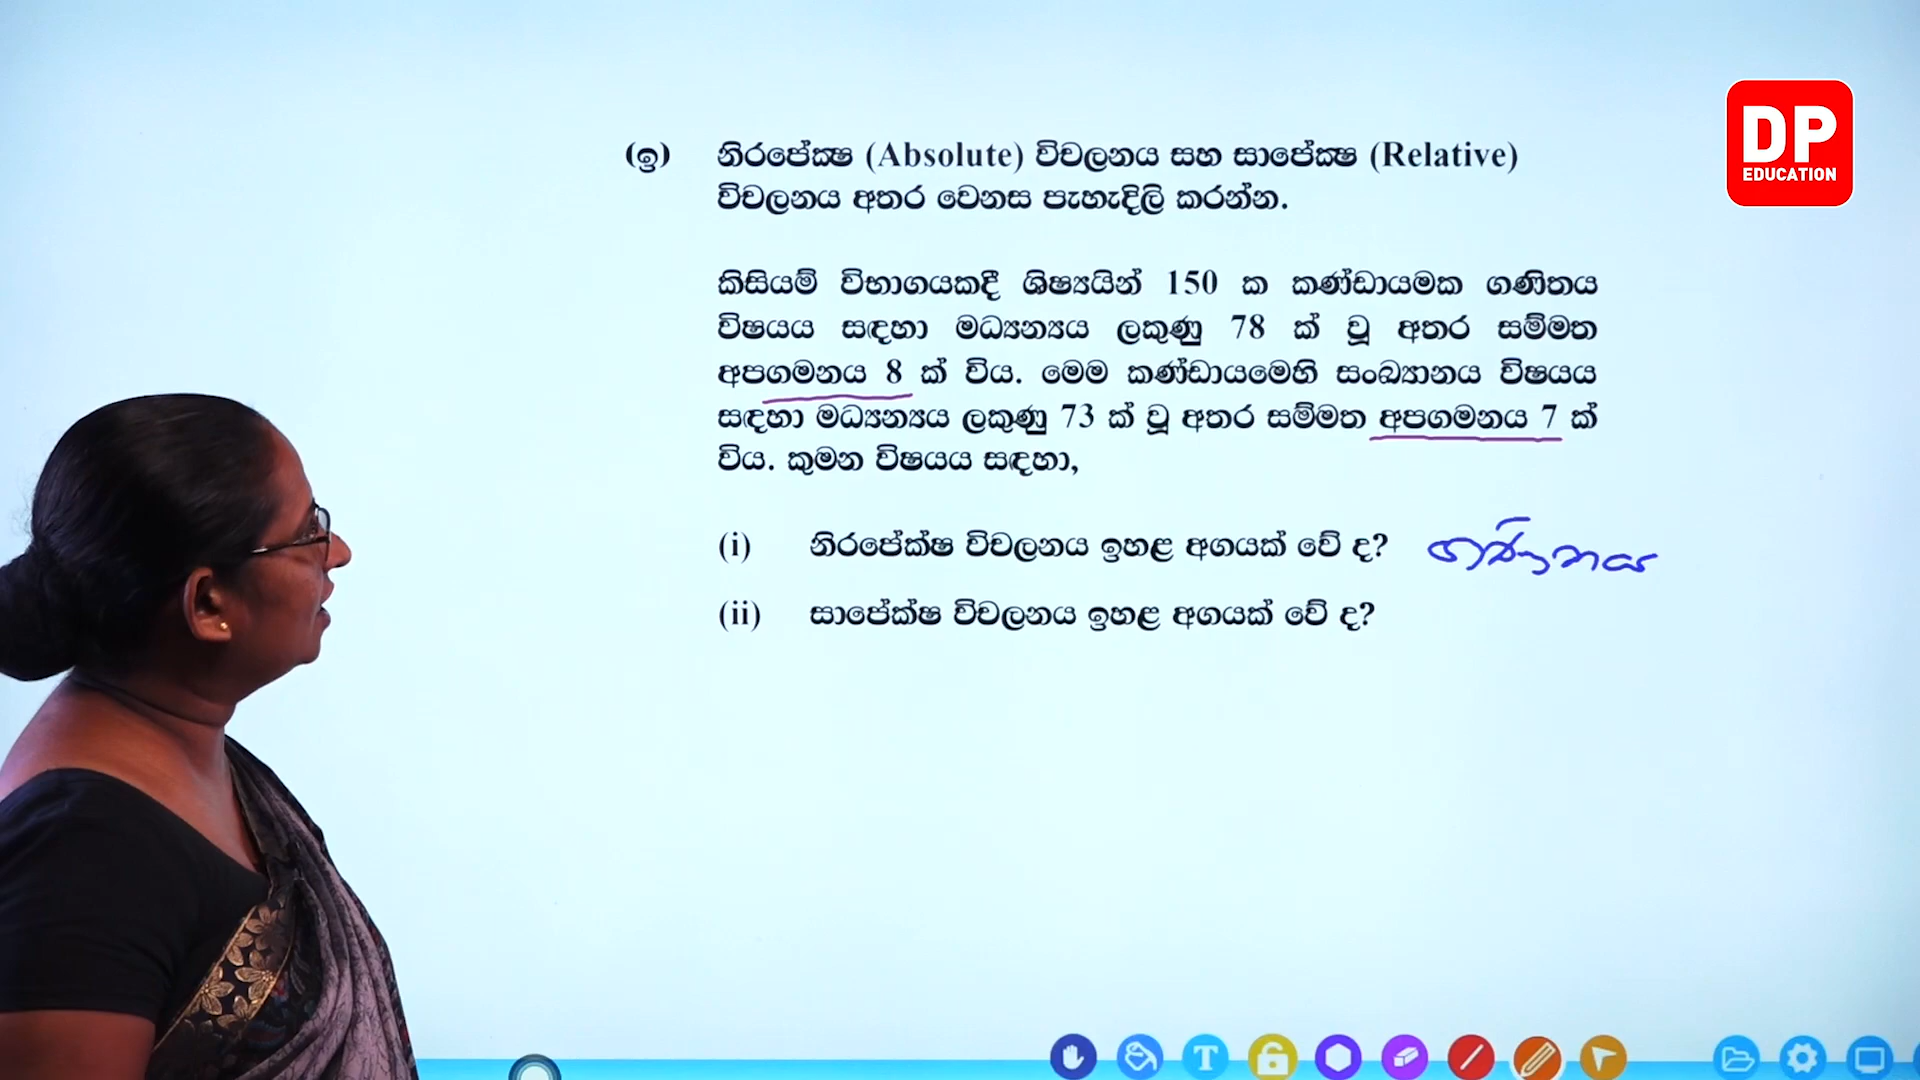 DP
EDUCATION
(ඉ) නිරපේක්‍ෂ (Absolute) විචලනය සහ සාපේක්‍ෂ (Relative)
විචලනය අතර වෙනස පැහැදිලි කරන්න.
කිසියම් විභාගයකදී ශිෂ්‍යයින් 150 ක කණ්ඩායමක ගණිතය
විෂයය සඳහා මධ්‍යන්‍යය ලකුණු 78 ක් වූ අතර සම්මත
අපගමනය 8 ක් විය. මෙම කණ්ඩායමෙහි සංඛ්‍යානය විෂයය
සඳහා මධ්‍යන්‍යය ලකුණු 73 ක් වූ අතර සම්මත අපගමනය 7 ක්
විය. කුමන විෂයය සඳහා,
(i) නිරපේක්ෂ විචලනය ඉහළ අගයක් වේ ද? ගණිතය
(ii) සාපේක්ෂ විචලනය ඉහළ අගයක් වේ ද?
T